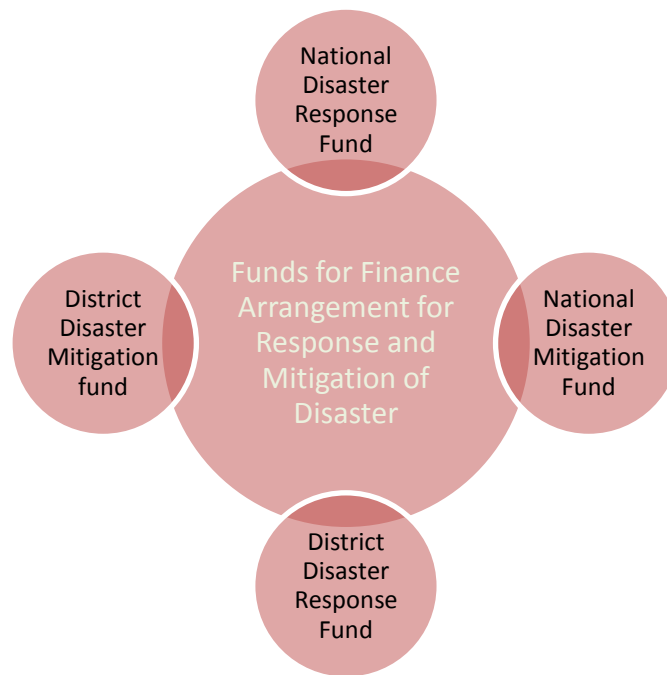 National
Disaster
Response
Fund
Funds for Finance
Arrangement for
Response and
Mitigation of
Disaster
District
Disaster
Mitigation
fund
National
Disaster
Mitigation
Fund
District
Disaster
Response
Fund